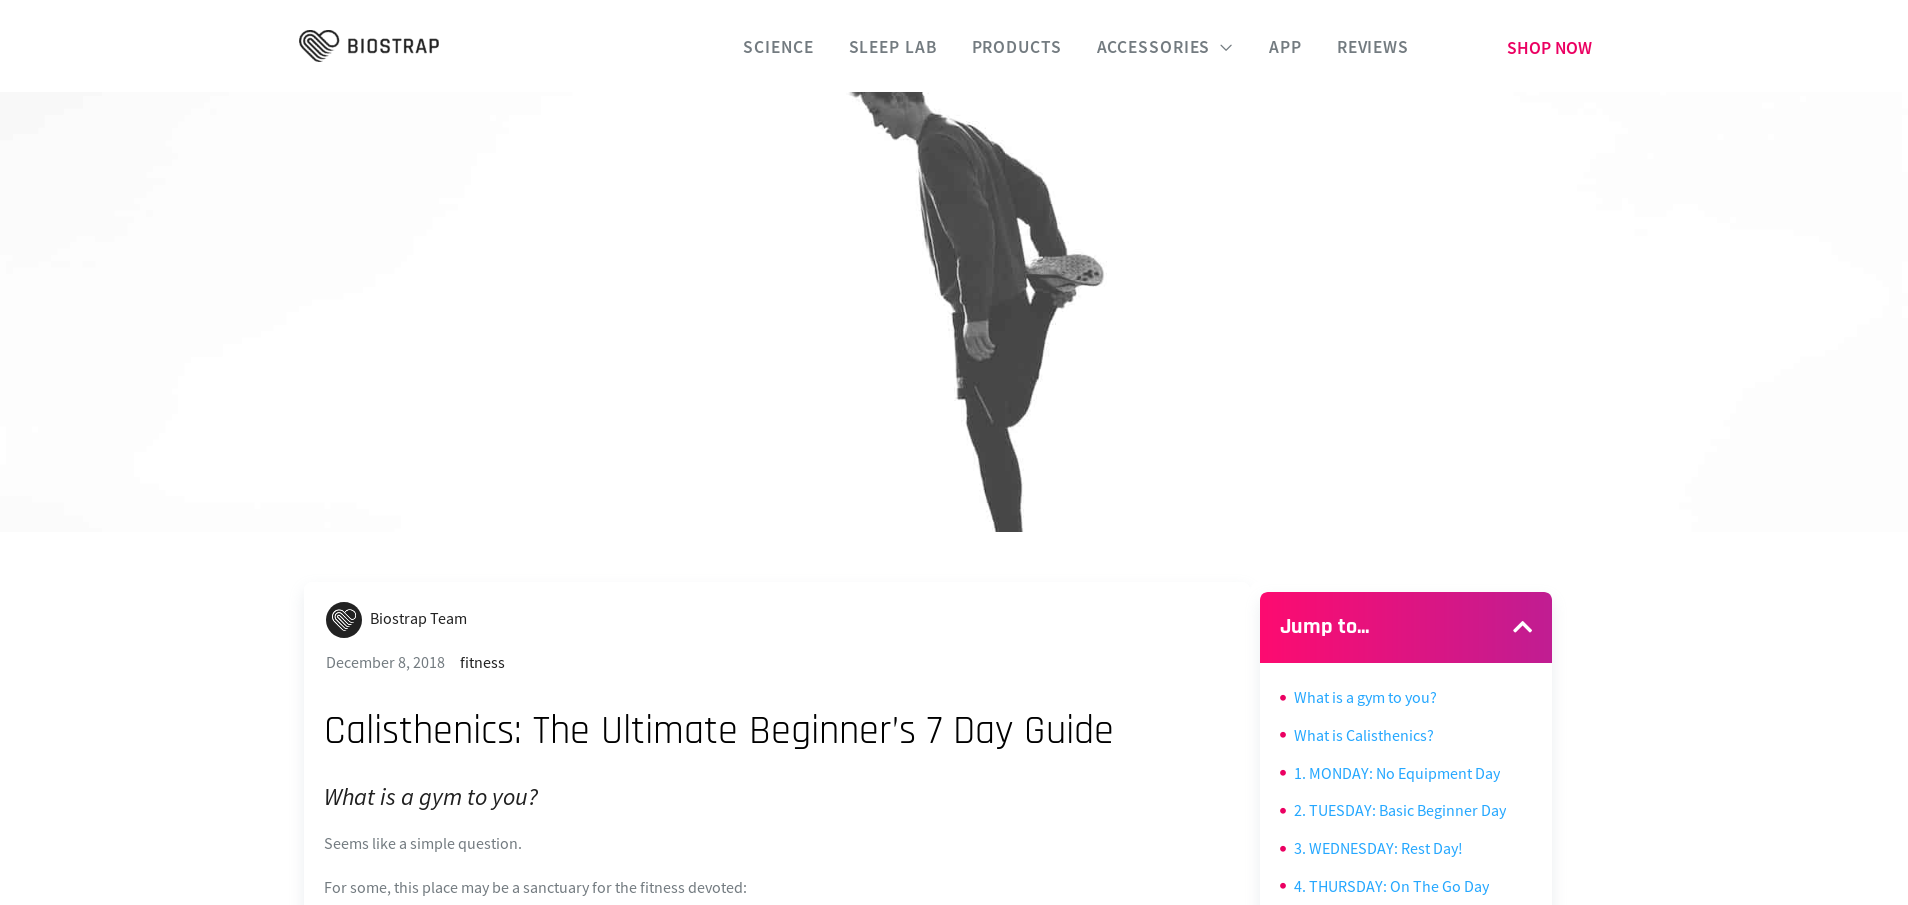 BIOSTRAP
SCIENCE SLEEP LAB PRODUCTS ACCESSORIES APP REVIEWS SHOP NOW
Biostrap Team
December 8, 2018 fitness
Calisthenics: The Ultimate Beginner’s 7 Day Guide
What is a gym to you?
Seems like a simple question.
For some, this place may be a sanctuary for the fitness devoted:
Jump to...
What is a gym to you?
What is Calisthenics?
1. MONDAY: No Equipment Day
2. TUESDAY: Basic Beginner Day
3. WEDNESDAY: Rest Day!
4. THURSDAY: On The Go Day